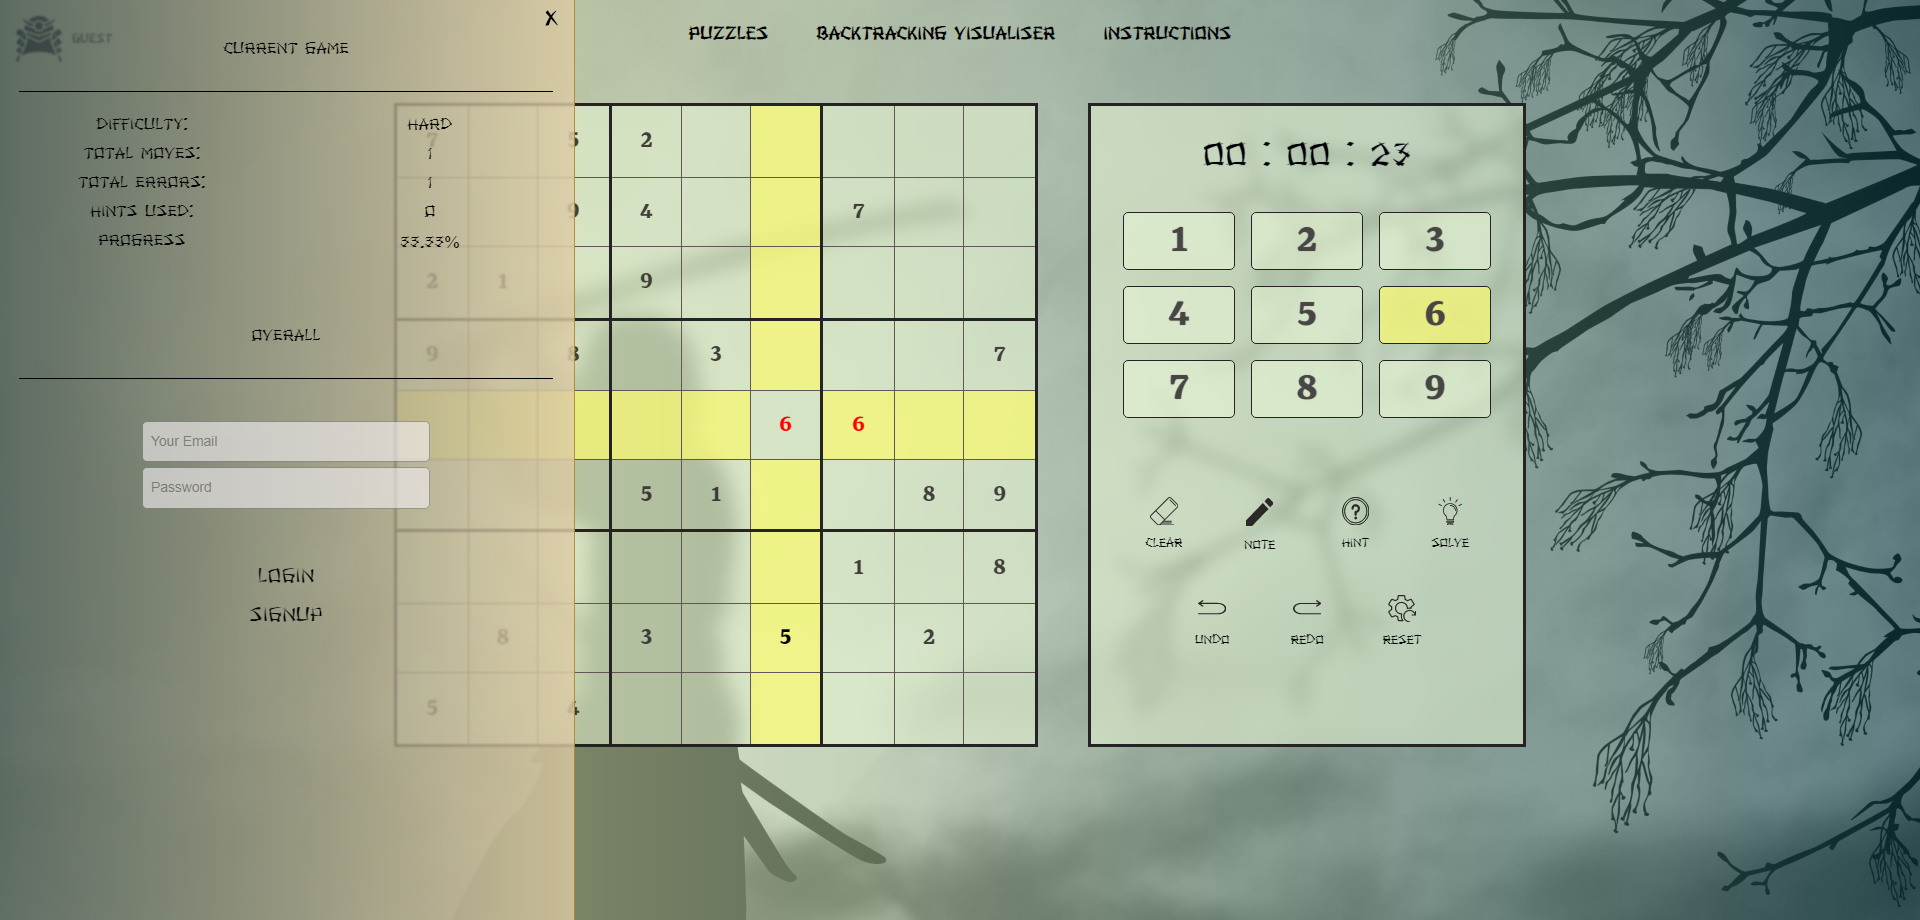 GUEST
CURRENT GAME
X
DIFFICULTY: HARD
TOTAL MOVES: 1
TOTAL ERRORS: 1
HINTS USED: 0
PROGRESS 33.33%
OVERALL
Your Email
Password
LOGIN
SIGNUP
PUZZLES BACKTRACKING VISUALISER INSTRUCTIONS
7 5 2
9 4 7
2 1 9
9 8 3 7
6 6
5 1 8 9
1 8
8 3 5 2
5 4
00 : 00 : 23
1 2 3
4 5 6
7 8 9
CLEAR NOTE HINT SOLVE
UNDO REDO RESET